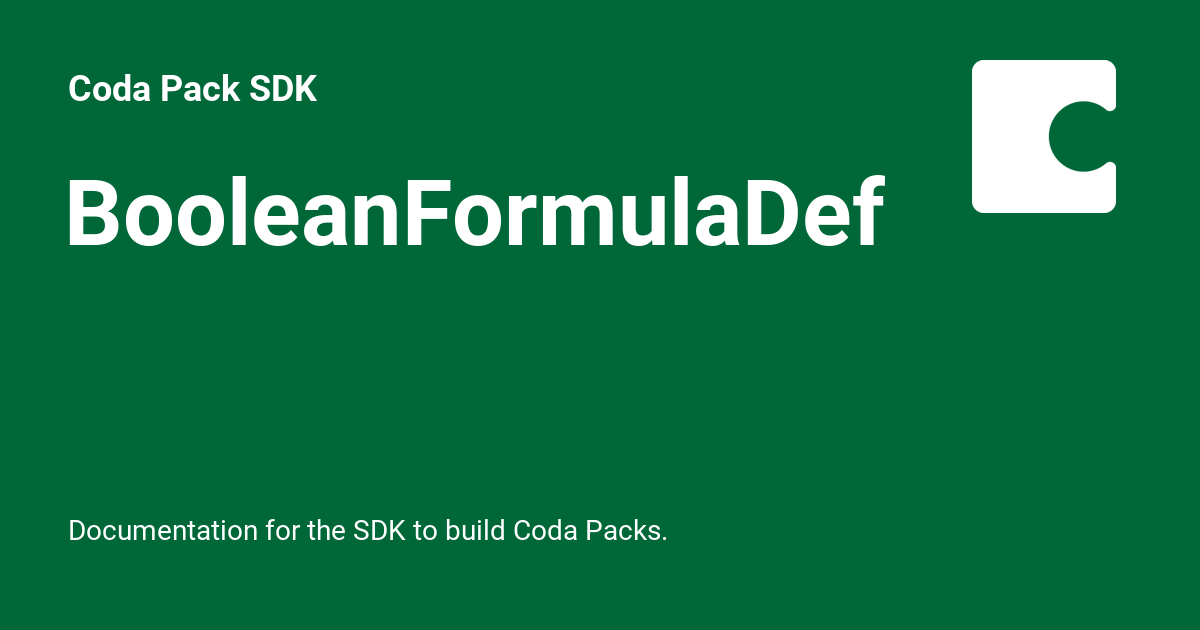 Coda Pack SDK
BooleanFormulaDef
Documentation for the SDK to build Coda Packs.